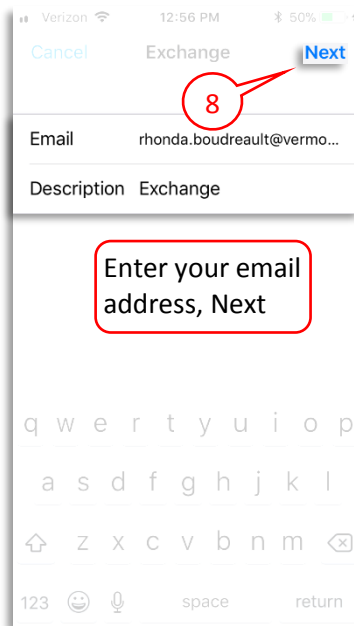 Verizon 12:56 PM 50%
Cancel Exchange Next
8
Email rhonda.boudreault@vermo...
Description Exchange
Enter your email
address, Next
q w e r t y u i o p
a s d f g h j k l
z x c v b n m
123 space return